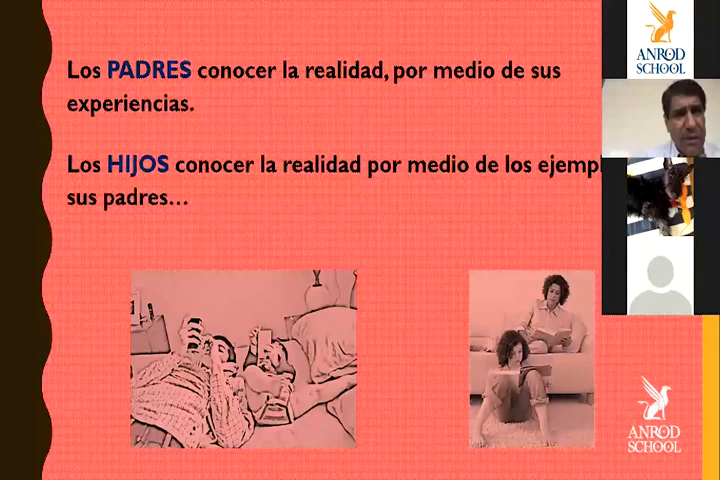 Los PADRES conocer la realidad, por medio de sus
experiencias.
Los HIJOS conocer la realidad por medio de los ejempl
sus padres...
ANROD
SCHOOL
ANROD
SCHOOL